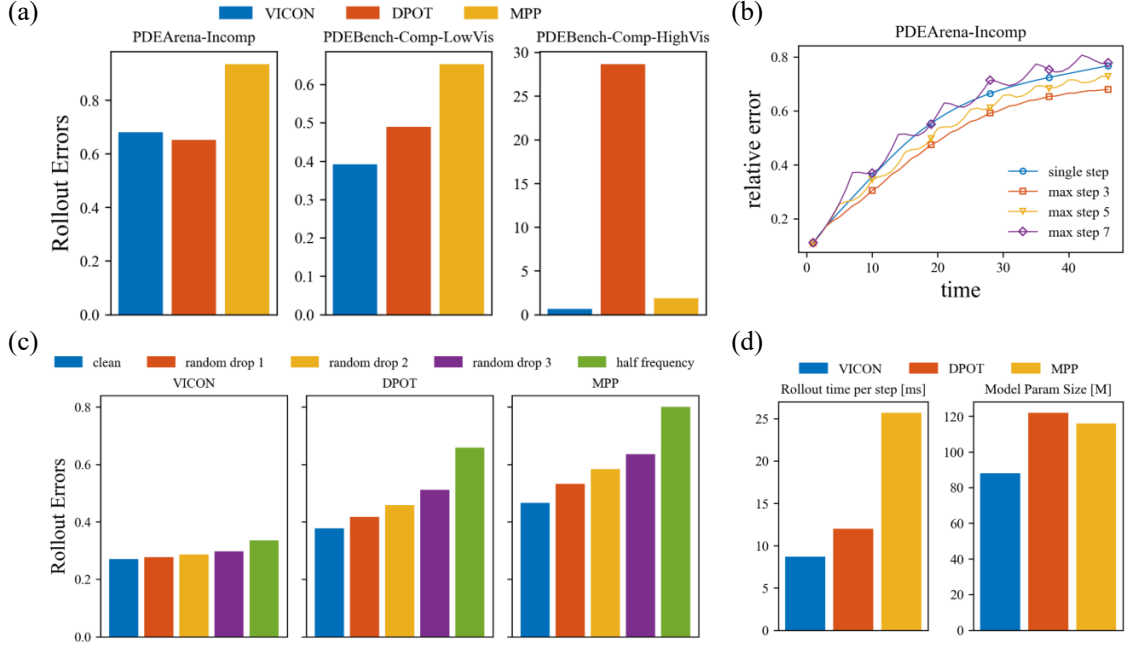 (a)
VICON DPOT MPP
PDEArena-Incomp
PDEBench-Comp-LowVis
PDEBench-Comp-HighVis
Rollout Errors
0.8
0.6
0.4
0.2
0.0
0.6
0.5
0.4
0.3
0.2
0.1
0.0
30
25
20
15
10
5
0
(b)
PDEArena-Incomp
relative error
0.8
0.6
0.4
0.2
single step
max step 3
max step 5
max step 7
0 10 20 30 40
time
(c)
clean random drop 1 random drop 2 random drop 3 half frequency
VICON DPOT MPP
Rollout Errors
0.8
0.6
0.4
0.2
0.0
(d)
VICON DPOT MPP
Rollout time per step [ms]
25
20
15
10
5
0
Model Param Size [M]
120
100
80
60
40
20
0